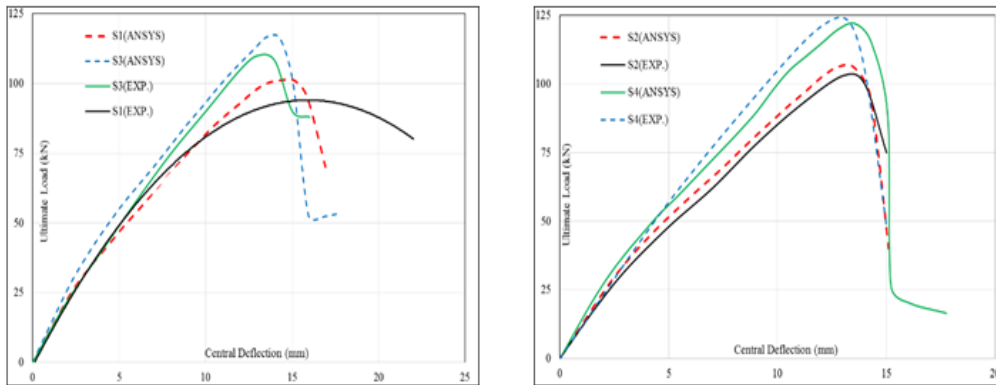 125
100
75
50
25
0
Ultimate Load (kN)
S1(ANSYS)
S3(ANSYS)
S3(EXP.)
S1(EXP.)
Central Deflection (mm)
0 5 10 15 20 25
125
100
75
50
25
0
Ultimate Load (kN)
S2(ANSYS)
S2(EXP.)
S4(ANSYS)
S4(EXP.)
Central Deflection (mm)
0 5 10 15 20